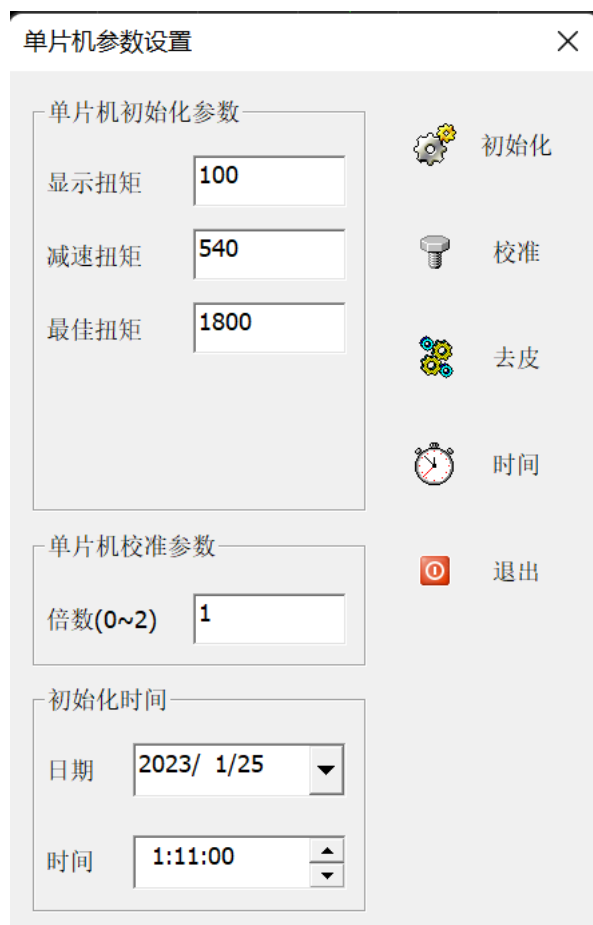 单片机参数设置
单片机初始化参数
显示扭矩 100
减速扭矩 540
最佳扭矩 1800
单片机校准参数
倍数(0~2) 1
初始化时间
日期 2023/ 1/25
时间 1:11:00
初始化
校准
去皮
时间
退出